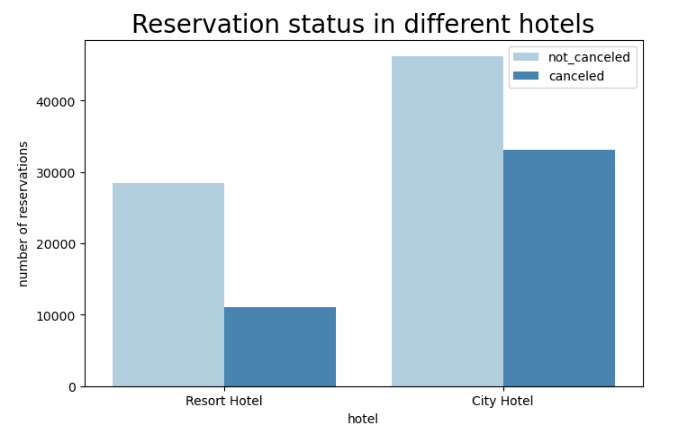 Reservation status in different hotels
not_canceled
canceled
number of reservations
40000
30000
20000
10000
0
Resort Hotel
City Hotel
hotel